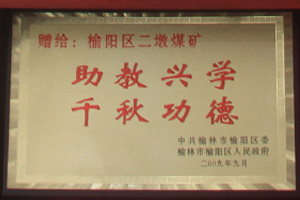 赠给：榆阳区二墩煤矿
助教兴学
千秋功德
中共榆林市榆阳区委
榆林市榆阳区人民政府
二00九年九月